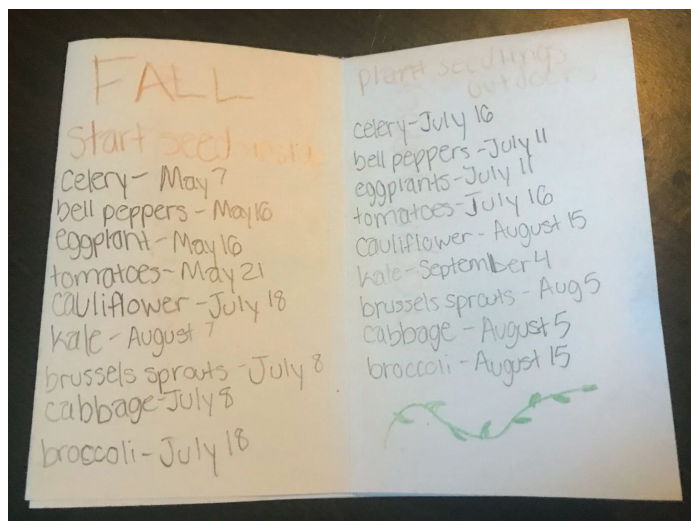 FALL
start seed inside
celery- May 7
bell peppers - May 16
eggplant - May 16
tomatoes- May 21
cauliflower -July 18
kale - August 7
brussels sprouts -July 8
cabbage-July 8
broccoli- July 18
plant seedlings
outdoors
celery-July 16
bell peppers -July 11
eggplants-July 11
tomatoes-July 16
cauliflower - August 15
kale-September 4
brussels sprouts - Aug 5
cabbage - August 5
broccoli - August 15